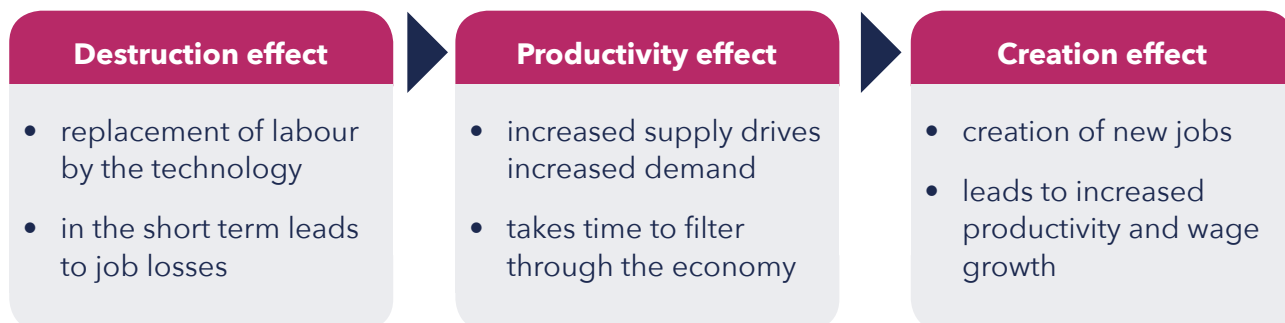 Destruction effect
• replacement of labour
by the technology
• in the short term leads
to job losses
Productivity effect
• increased supply drives
increased demand
• takes time to filter
through the economy
Creation effect
• creation of new jobs
• leads to increased
productivity and wage
growth